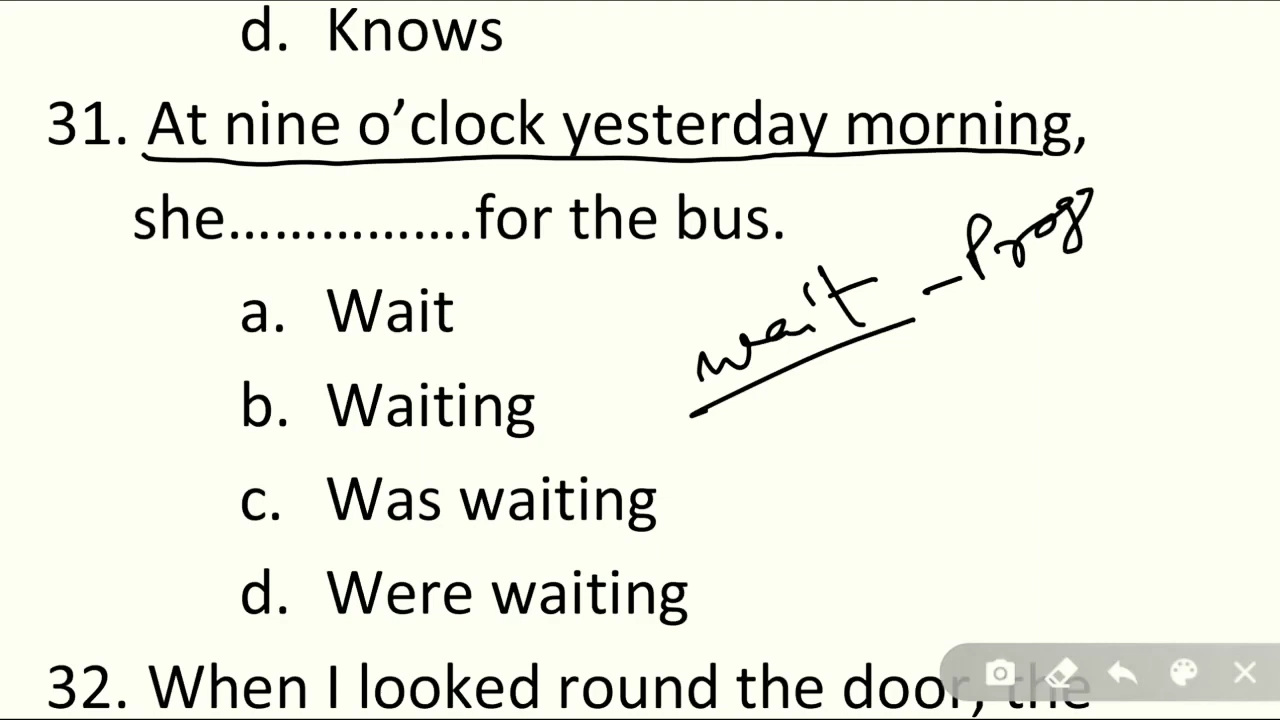 d. Knows
31. At nine o’clock yesterday morning,
she................for the bus.
wait - Prog
a. Wait
b. Waiting
c. Was waiting
d. Were waiting
32. When I looked round the door, the